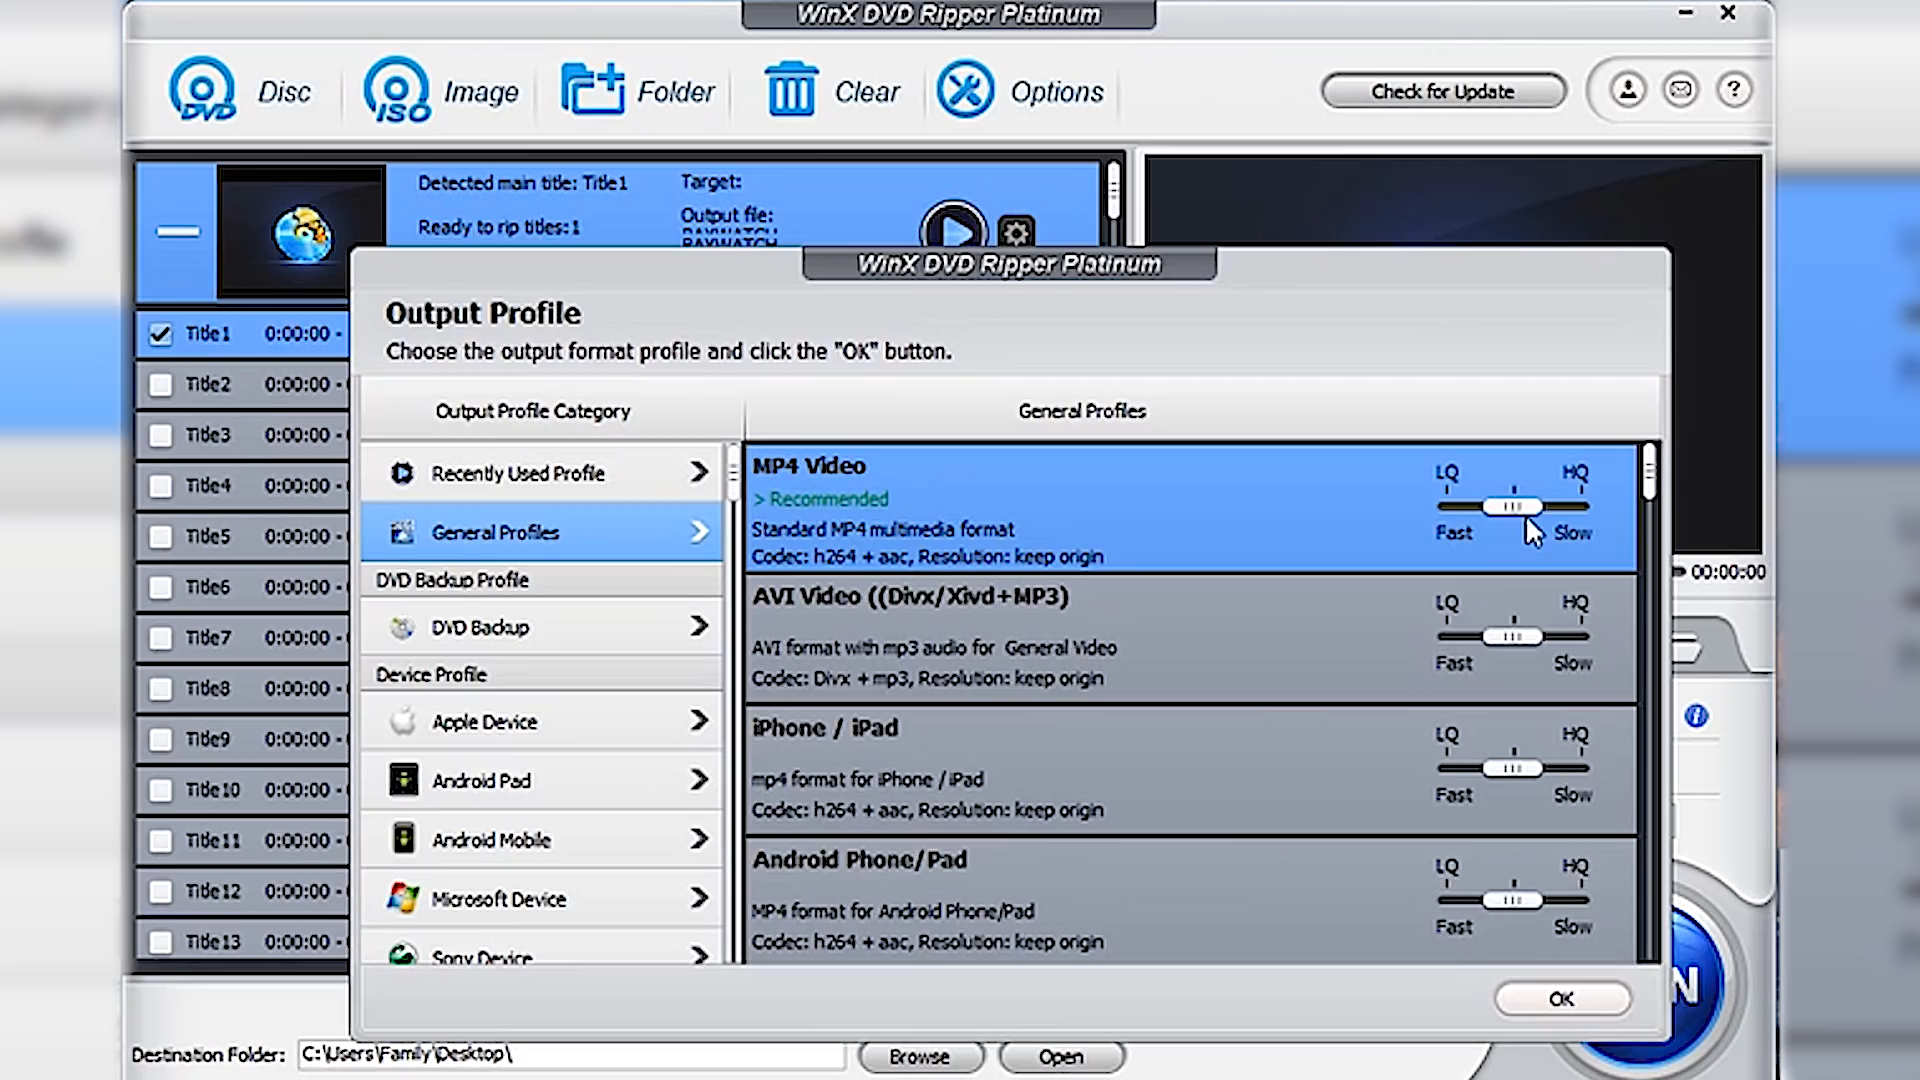 WinX DVD Ripper Platinum
DVD Disc
ISO Image
Folder
Clear
Options
Check for Update
?
Detected main title: Title1
Target:
Ready to rip titles:1
Output file:
BAYWATCH
WinX DVD Ripper Platinum
Output Profile
Choose the output format profile and click the "OK" button.
Output Profile Category
General Profiles
Recently Used Profile
General Profiles
DVD Backup Profile
DVD Backup
Device Profile
Apple Device
Android Pad
Android Mobile
Microsoft Device
Sony Device
MP4 Video
> Recommended
Standard MP4 multimedia format
Codec: h264 + aac, Resolution: keep origin
LQ HQ
Fast Slow
AVI Video ((Divx/Xivd+MP3)
AVI format with mp3 audio for General Video
Codec: Divx + mp3, Resolution: keep origin
LQ HQ
Fast Slow
iPhone / iPad
mp4 format for iPhone / iPad
Codec: h264 + aac, Resolution: keep origin
LQ HQ
Fast Slow
Android Phone/Pad
MP4 format for Android Phone/Pad
Codec: h264 + aac, Resolution: keep origin
LQ HQ
Fast Slow
OK
Title1 0:00:00 -
Title2 0:00:00 -
Title3 0:00:00 -
Title4 0:00:00 -
Title5 0:00:00 -
Title6 0:00:00 -
Title7 0:00:00 -
Title8 0:00:00 -
Title9 0:00:00 -
Title10 0:00:00 -
Title11 0:00:00 -
Title12 0:00:00 -
Title13 0:00:00 -
00:00:00
N
Destination Folder: C:\Users\Family\Desktop\
Browse
Open